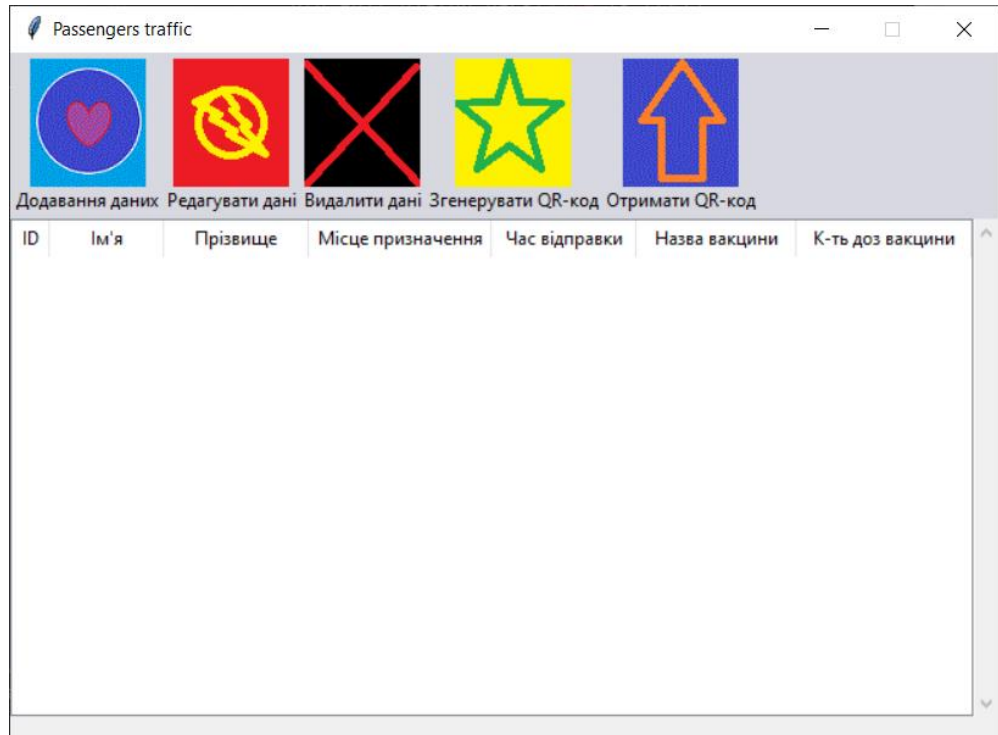 Passengers traffic
Додавання даних Редагувати дані Видалити дані Згенерувати QR-код Отримати QR-код
ID Ім'я Прізвище Місце призначення Час відправки Назва вакцини К-ть доз вакцини